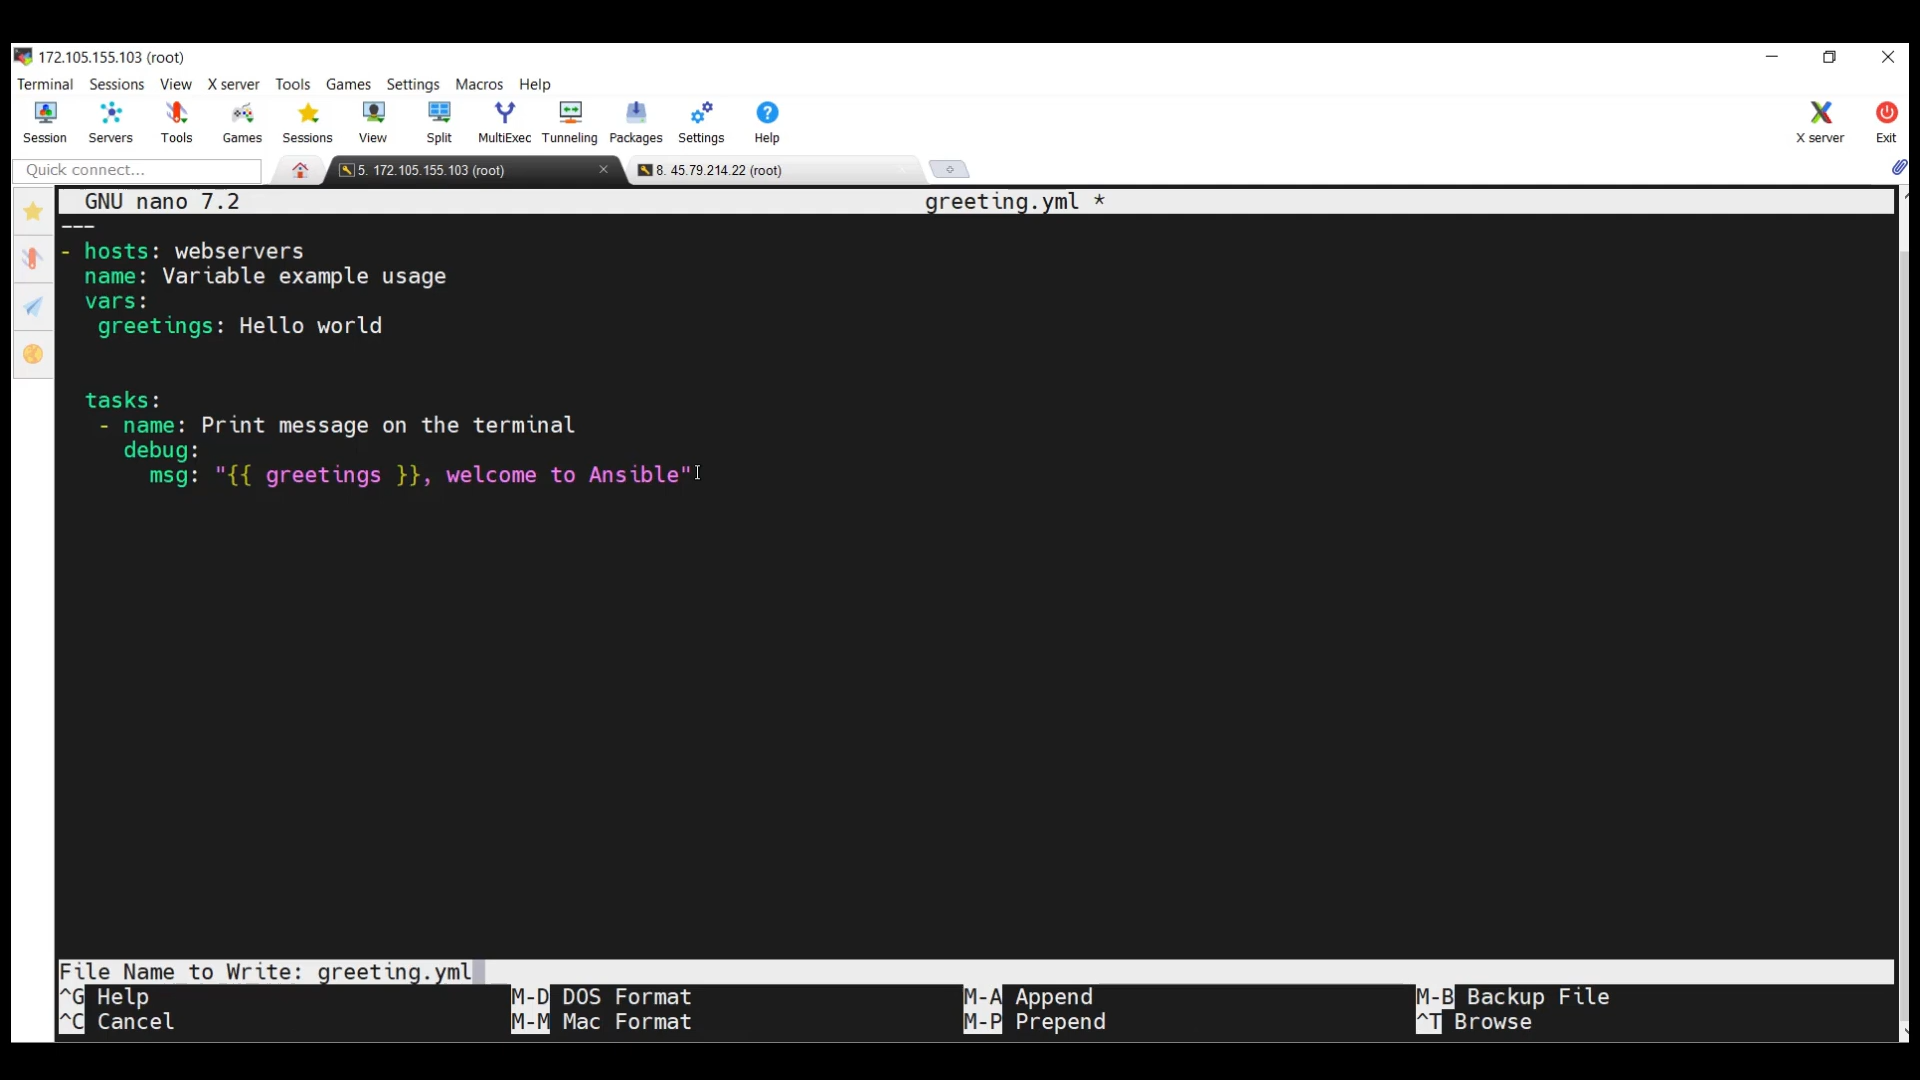 172.105.155.103 (root)
Terminal Sessions View X server Tools Games Settings Macros Help
Session Servers Tools Games Sessions View Split MultiExec Tunneling Packages Settings Help X server Exit
Quick connect... 5. 172.105.155.103 (root) 8. 45.79.214.22 (root)
GNU nano 7.2 greeting.yml *
---
- hosts: webservers
name: Variable example usage
vars:
greetings: Hello world
tasks:
- name: Print message on the terminal
debug:
msg: "{{ greetings }}, welcome to Ansible"
File Name to Write: greeting.yml
^G Help M-D DOS Format M-A Append M-B Backup File
^C Cancel M-M Mac Format M-P Prepend ^T Browse